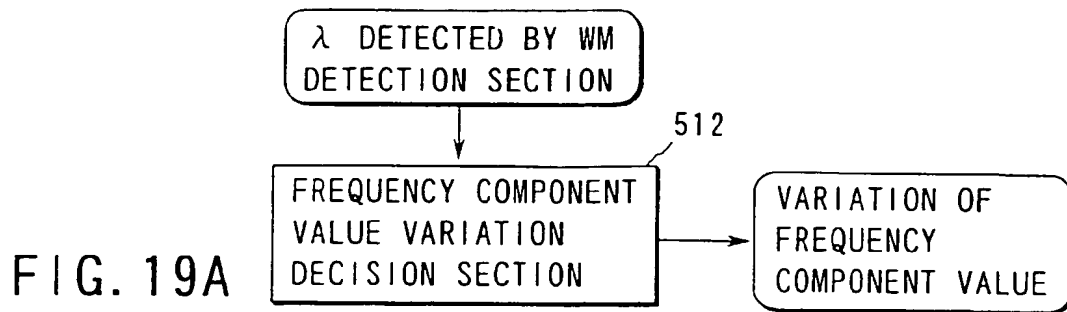 λ DETECTED BY WM
DETECTION SECTION
512
FREQUENCY COMPONENT
VALUE VARIATION
DECISION SECTION
VARIATION OF
FREQUENCY
COMPONENT VALUE
FIG. 19A